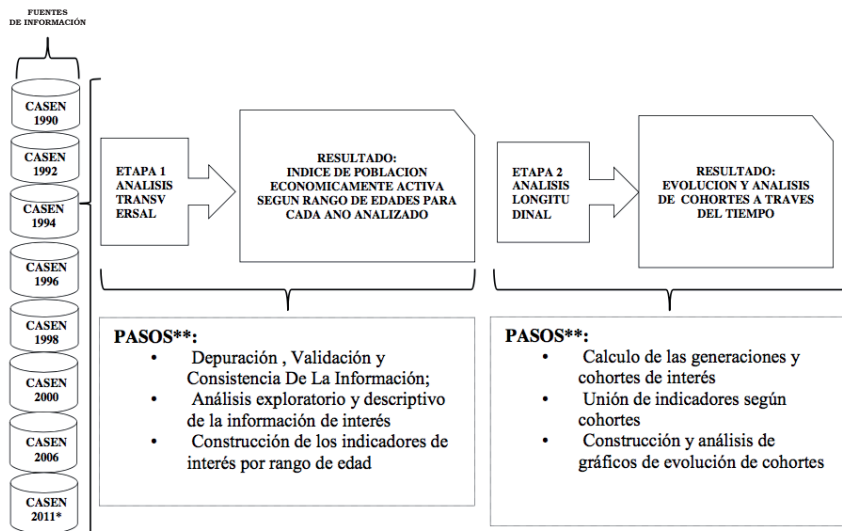 FUENTES
DE INFORMACIÓN
CASEN
1990
CASEN
1992
CASEN
1994
CASEN
1996
CASEN
1998
CASEN
2000
CASEN
2006
CASEN
2011*
ETAPA 1
ANALISIS
TRANSV
ERSAL
RESULTADO:
INDICE DE POBLACION
ECONOMICAMENTE ACTIVA
SEGUN RANGO DE EDADES PARA
CADA ANO ANALIZADO
ETAPA 2
ANALISIS
LONGITU
DINAL
RESULTADO:
EVOLUCION Y ANALISIS
DE COHORTES A TRAVES
DEL TIEMPO
PASOS**:
• Depuración , Validación y
Consistencia De La Información;
• Análisis exploratorio y descriptivo
de la información de interés
• Construcción de los indicadores de
interés por rango de edad
PASOS**:
• Calculo de las generaciones y
cohortes de interés
• Unión de indicadores según
cohortes
• Construcción y análisis de
gráficos de evolución de cohortes